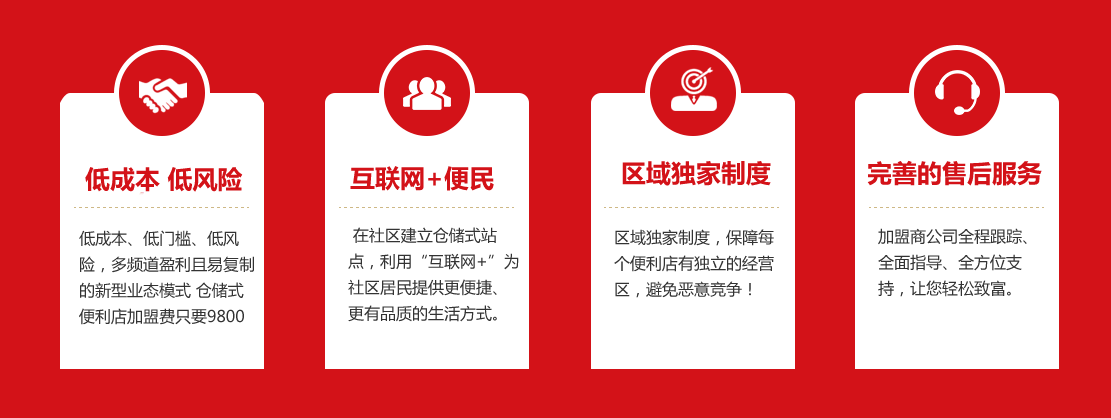 低成本 低风险
低成本、低门槛、低风
险，多频道盈利且易复制
的新型业态模式 仓储式
便利店加盟费只要9800
互联网+便民
在社区建立仓储式站
点，利用“互联网+”为
社区居民提供更便捷、
更有品质的生活方式。
区域独家制度
区域独家制度，保障每
个便利店有独立的经营
区，避免恶意竞争！
完善的售后服务
加盟商公司全程跟踪、
全面指导、全方位支
持，让您轻松致富。